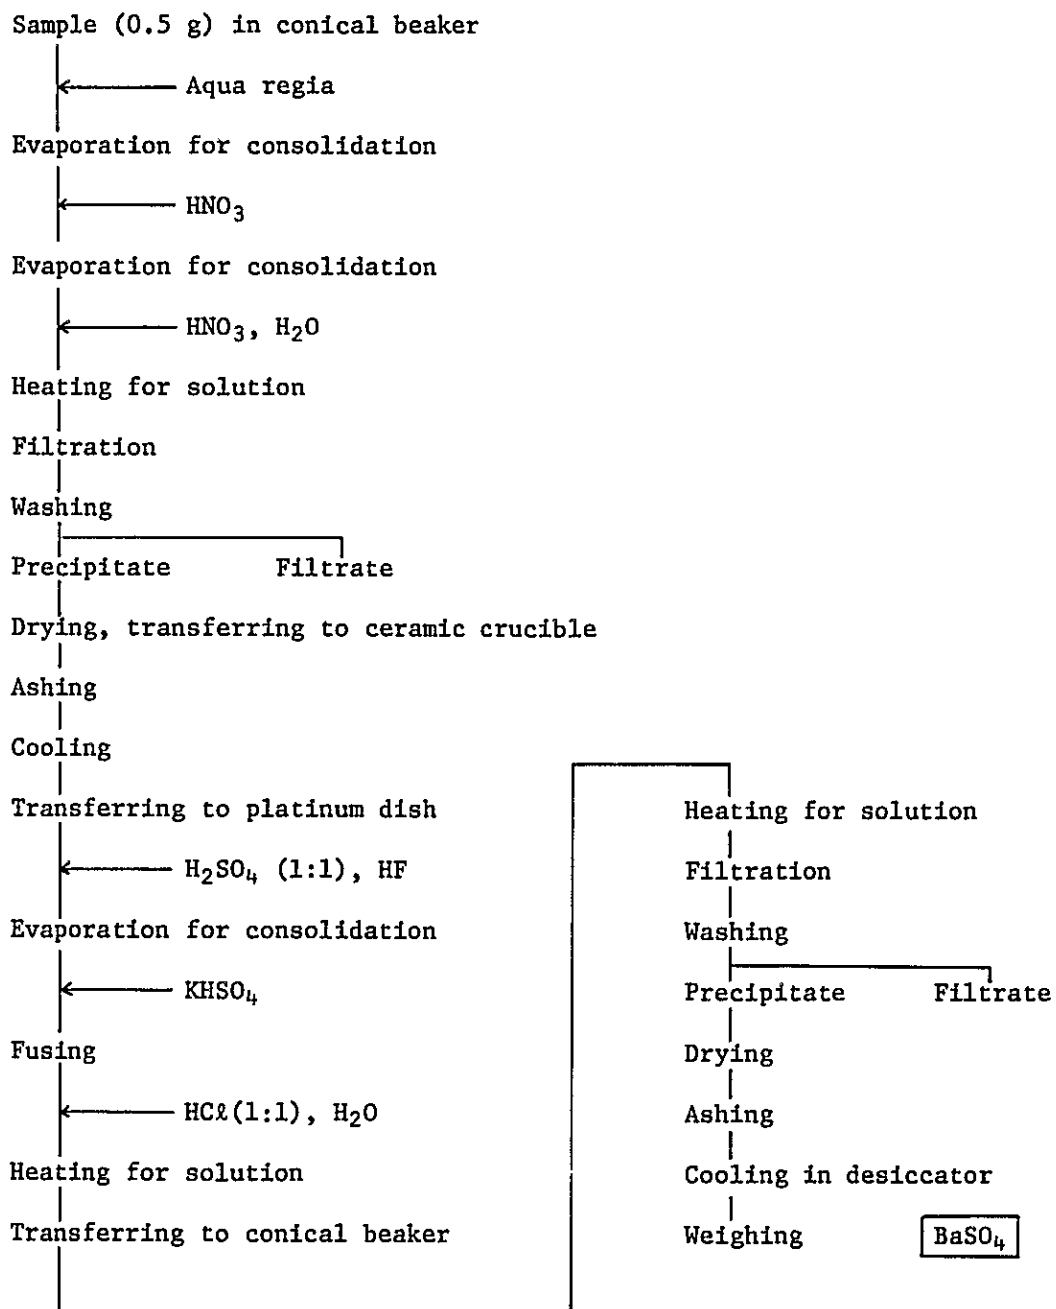 Sample (0.5 g) in conical beaker
Aqua regia
Evaporation for consolidation
HNO₃
Evaporation for consolidation
HNO₃, H₂O
Heating for solution
Filtration
Washing
Precipitate Filtrate
Drying, transferring to ceramic crucible
Ashing
Cooling
Transferring to platinum dish
H₂SO₄ (1:1), HF
Evaporation for consolidation
KHSO₄
Fusing
HCℓ(1:1), H₂O
Heating for solution
Transferring to conical beaker
Heating for solution
Filtration
Washing
Precipitate Filtrate
Drying
Ashing
Cooling in desiccator
Weighing BaSO₄